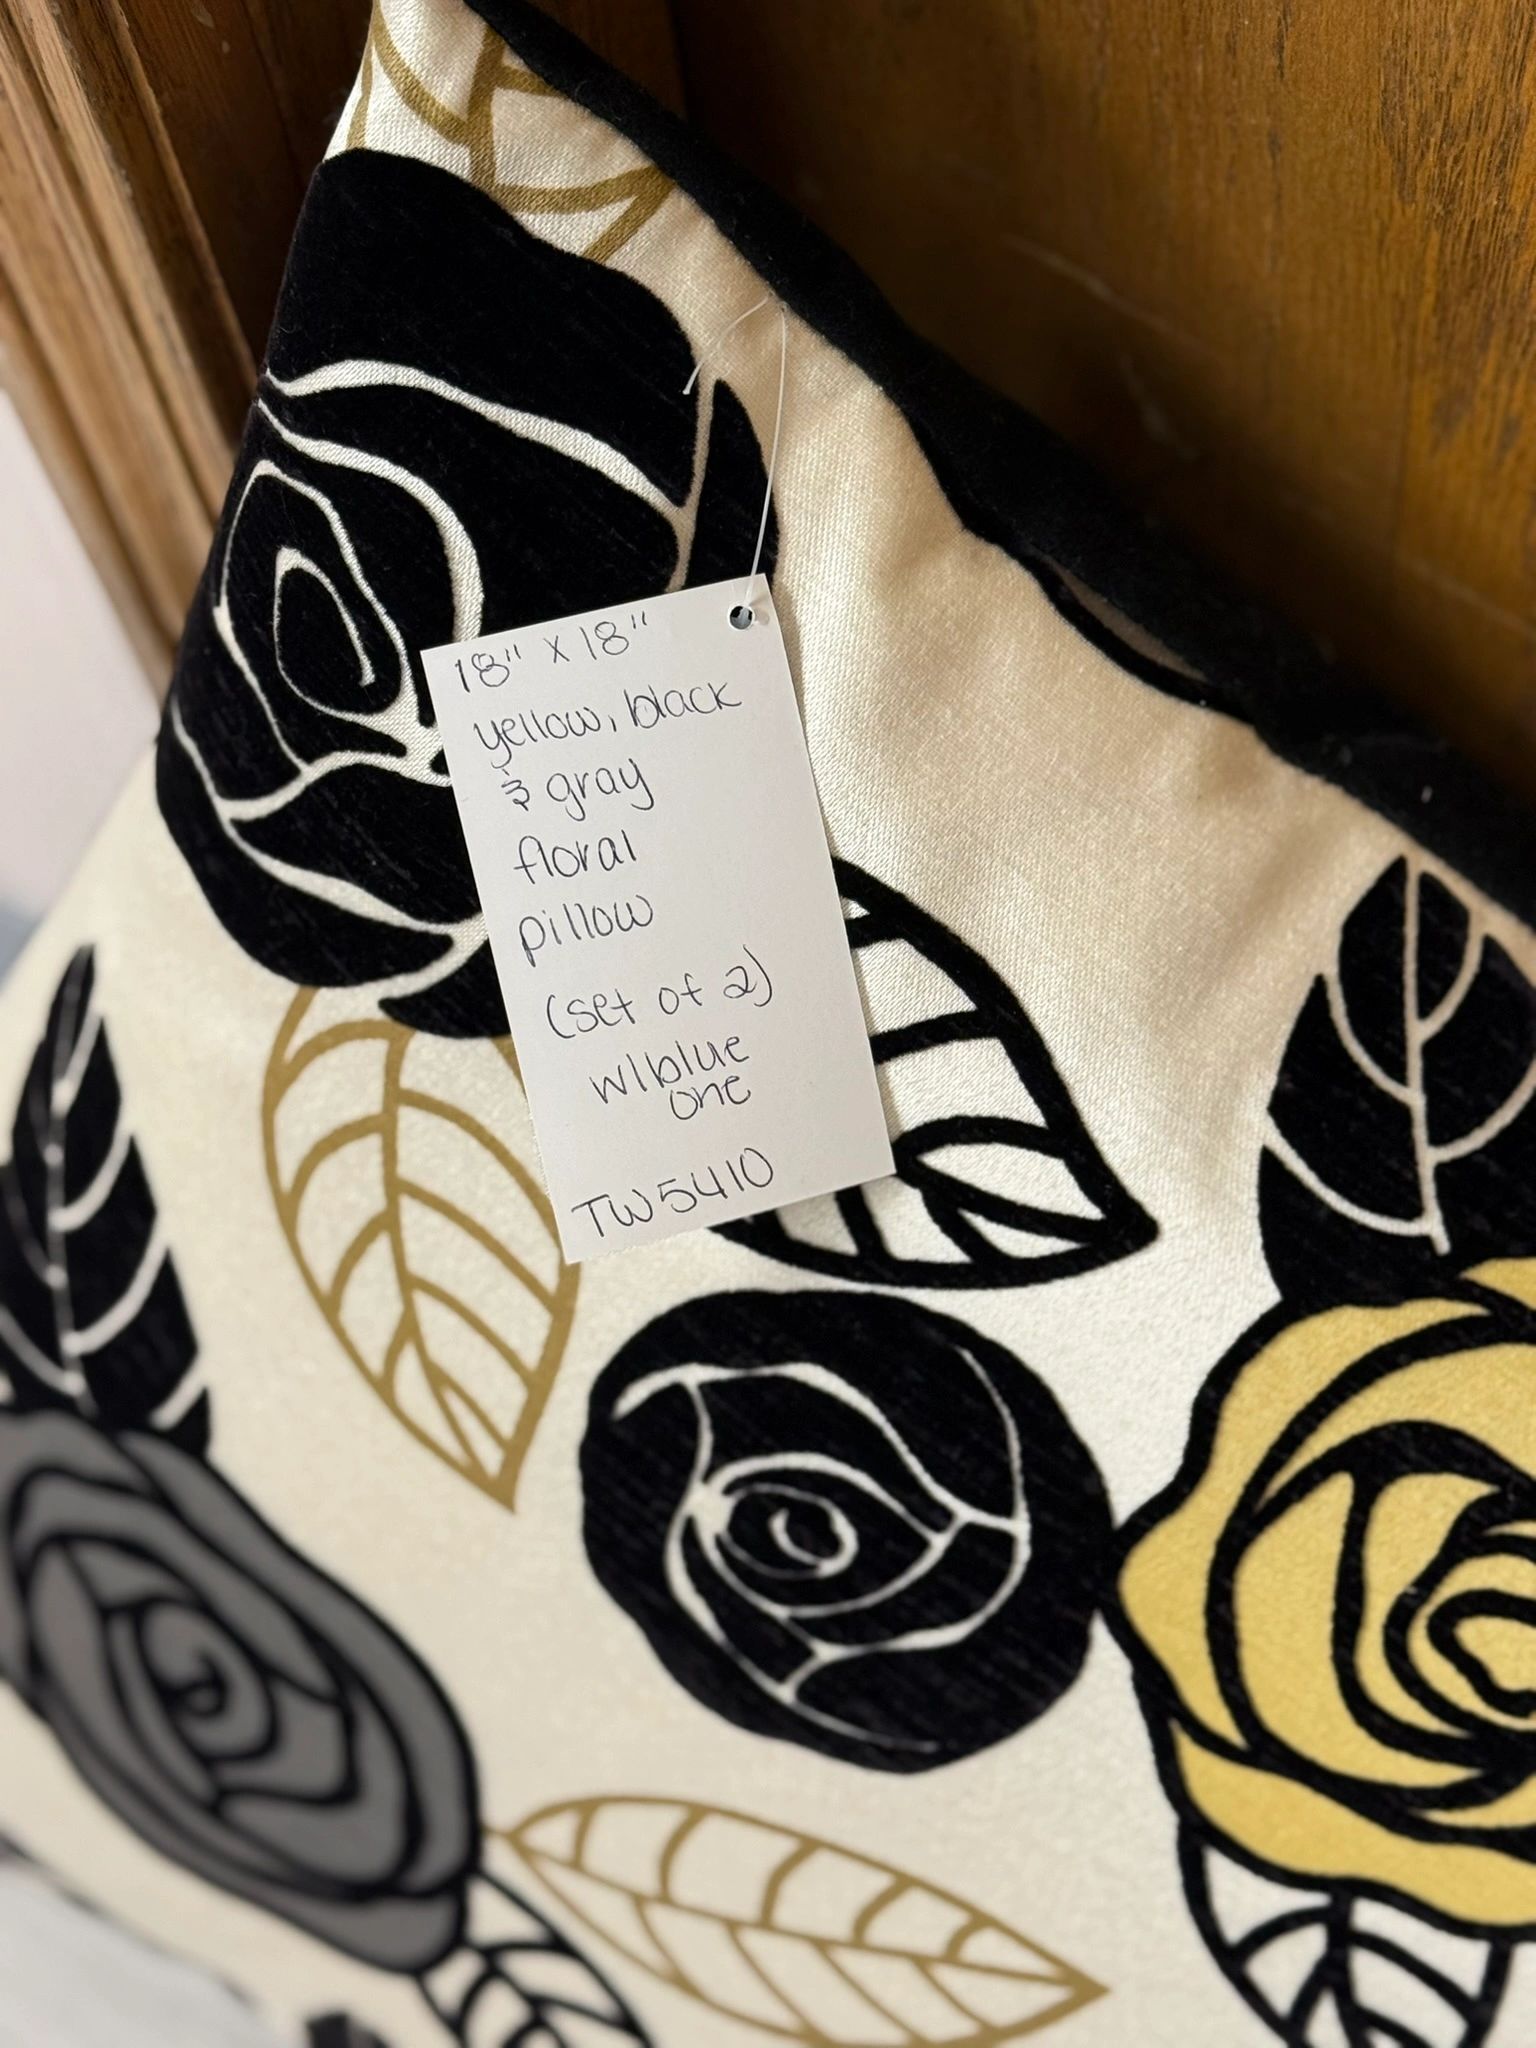 18" x 18"
yellow, black
& gray
floral
pillow
(set of 2)
w/blue
one
TW5410